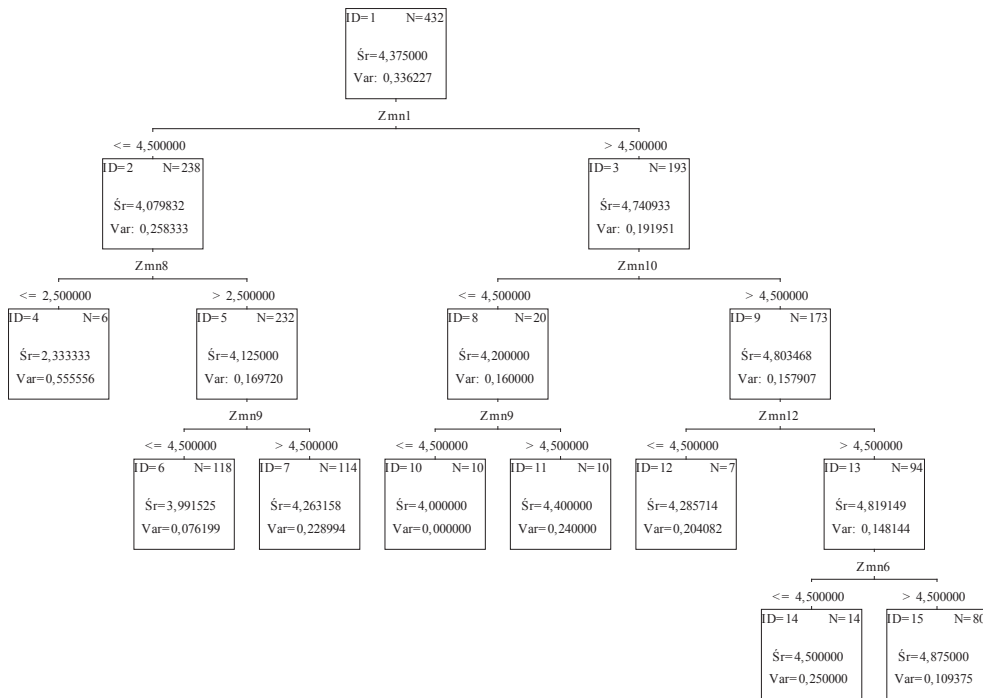 ID=1 N=432
Śr=4,375000
Var: 0,336227
Zmn1
<= 4,500000 > 4,500000
ID=2 N=238 ID=3 N=193
Śr=4,079832 Śr=4,740933
Var: 0,258333 Var: 0,191951
Zmn8 Zmn10
<= 2,500000 > 2,500000 <= 4,500000 > 4,500000
ID=4 N=6 ID=5 N=232 ID=8 N=20 ID=9 N=173
Śr=2,333333 Śr=4,125000 Śr=4,200000 Śr=4,803468
Var=0,555556 Var: 0,169720 Var: 0,160000 Var: 0,157907
Zmn9 Zmn9 Zmn12
<= 4,500000 > 4,500000 <= 4,500000 > 4,500000 <= 4,500000 > 4,500000
ID=6 N=118 ID=7 N=114 ID=10 N=10 ID=11 N=10 ID=12 N=7 ID=13 N=94
Śr=3,991525 Śr=4,263158 Śr=4,000000 Śr=4,400000 Śr=4,285714 Śr=4,819149
Var=0,076199 Var=0,228994 Var=0,000000 Var=0,240000 Var=0,204082 Var: 0,148144
Zmn6
<= 4,500000 > 4,500000
ID=14 N=14 ID=15 N=80
Śr=4,500000 Śr=4,875000
Var=0,250000 Var=0,109375